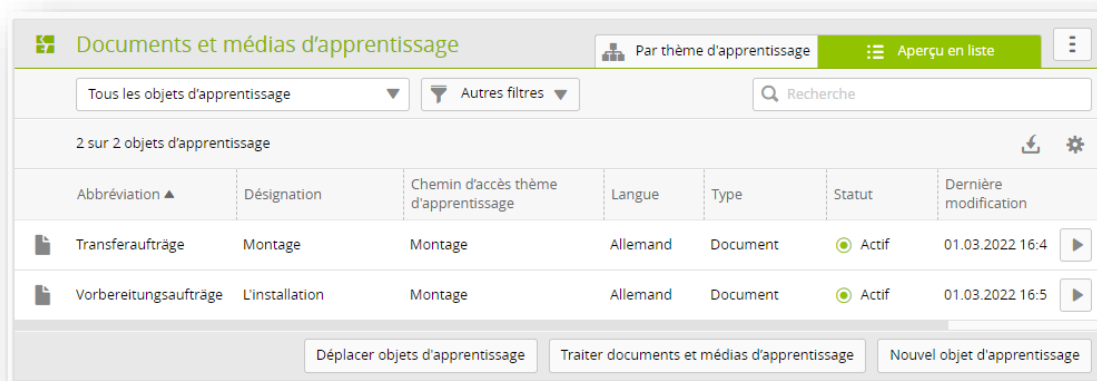 Documents et médias d'apprentissage
Par thème d'apprentissage
Aperçu en liste
Tous les objets d'apprentissage
Autres filtres
Recherche
2 sur 2 objets d'apprentissage
Abbréviation
Désignation
Chemin d'accès thème
d'apprentissage
Langue
Type
Statut
Dernière
modification
Transferaufträge Montage Montage Allemand Document Actif 01.03.2022 16:4
Vorbereitungsaufträge L'installation Montage Allemand Document Actif 01.03.2022 16:5
Déplacer objets d'apprentissage
Traiter documents et médias d'apprentissage
Nouvel objet d'apprentissage